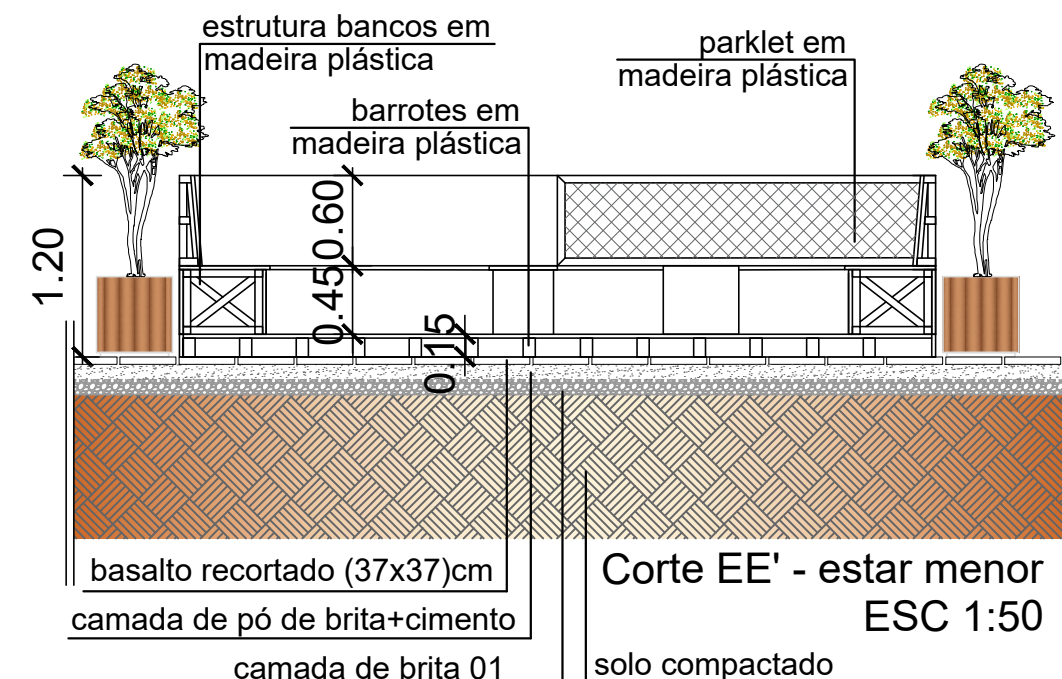 estrutura bancos em
madeira plástica
parklet em
madeira plástica
barrotes em
madeira plástica
1.20
0.60
0.45
0.15
basalto recortado (37x37)cm
camada de pó de brita+cimento
camada de brita 01
solo compactado
Corte EE' - estar menor
ESC 1:50